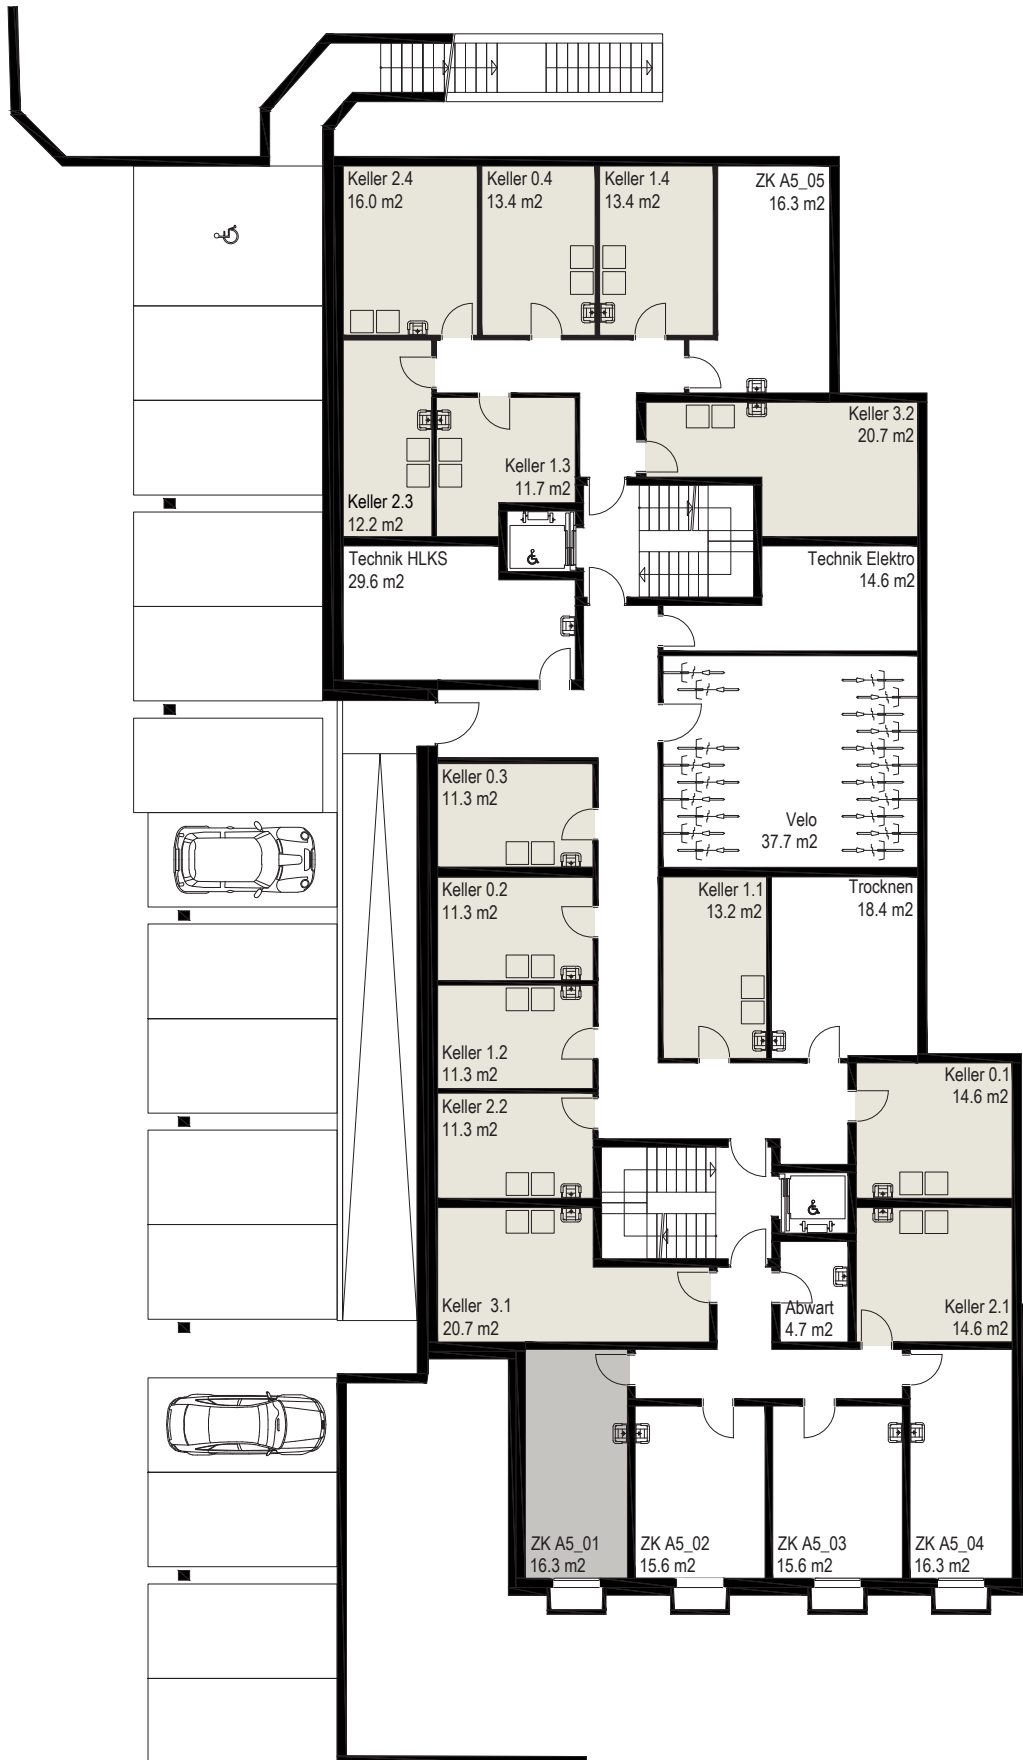 Keller 2.4
16.0 m2
Keller 0.4
13.4 m2
Keller 1.4
13.4 m2
ZK A5_05
16.3 m2
Keller 3.2
20.7 m2
Keller 1.3
11.7 m2
Keller 2.3
12.2 m2
Technik HLKS
29.6 m2
Technik Elektro
14.6 m2
Keller 0.3
11.3 m2
Velo
37.7 m2
Keller 0.2
11.3 m2
Keller 1.1
13.2 m2
Trocknen
18.4 m2
Keller 1.2
11.3 m2
Keller 0.1
14.6 m2
Keller 2.2
11.3 m2
Keller 3.1
20.7 m2
Abwart
4.7 m2
Keller 2.1
14.6 m2
ZK A5_01
16.3 m2
ZK A5_02
15.6 m2
ZK A5_03
15.6 m2
ZK A5_04
16.3 m2